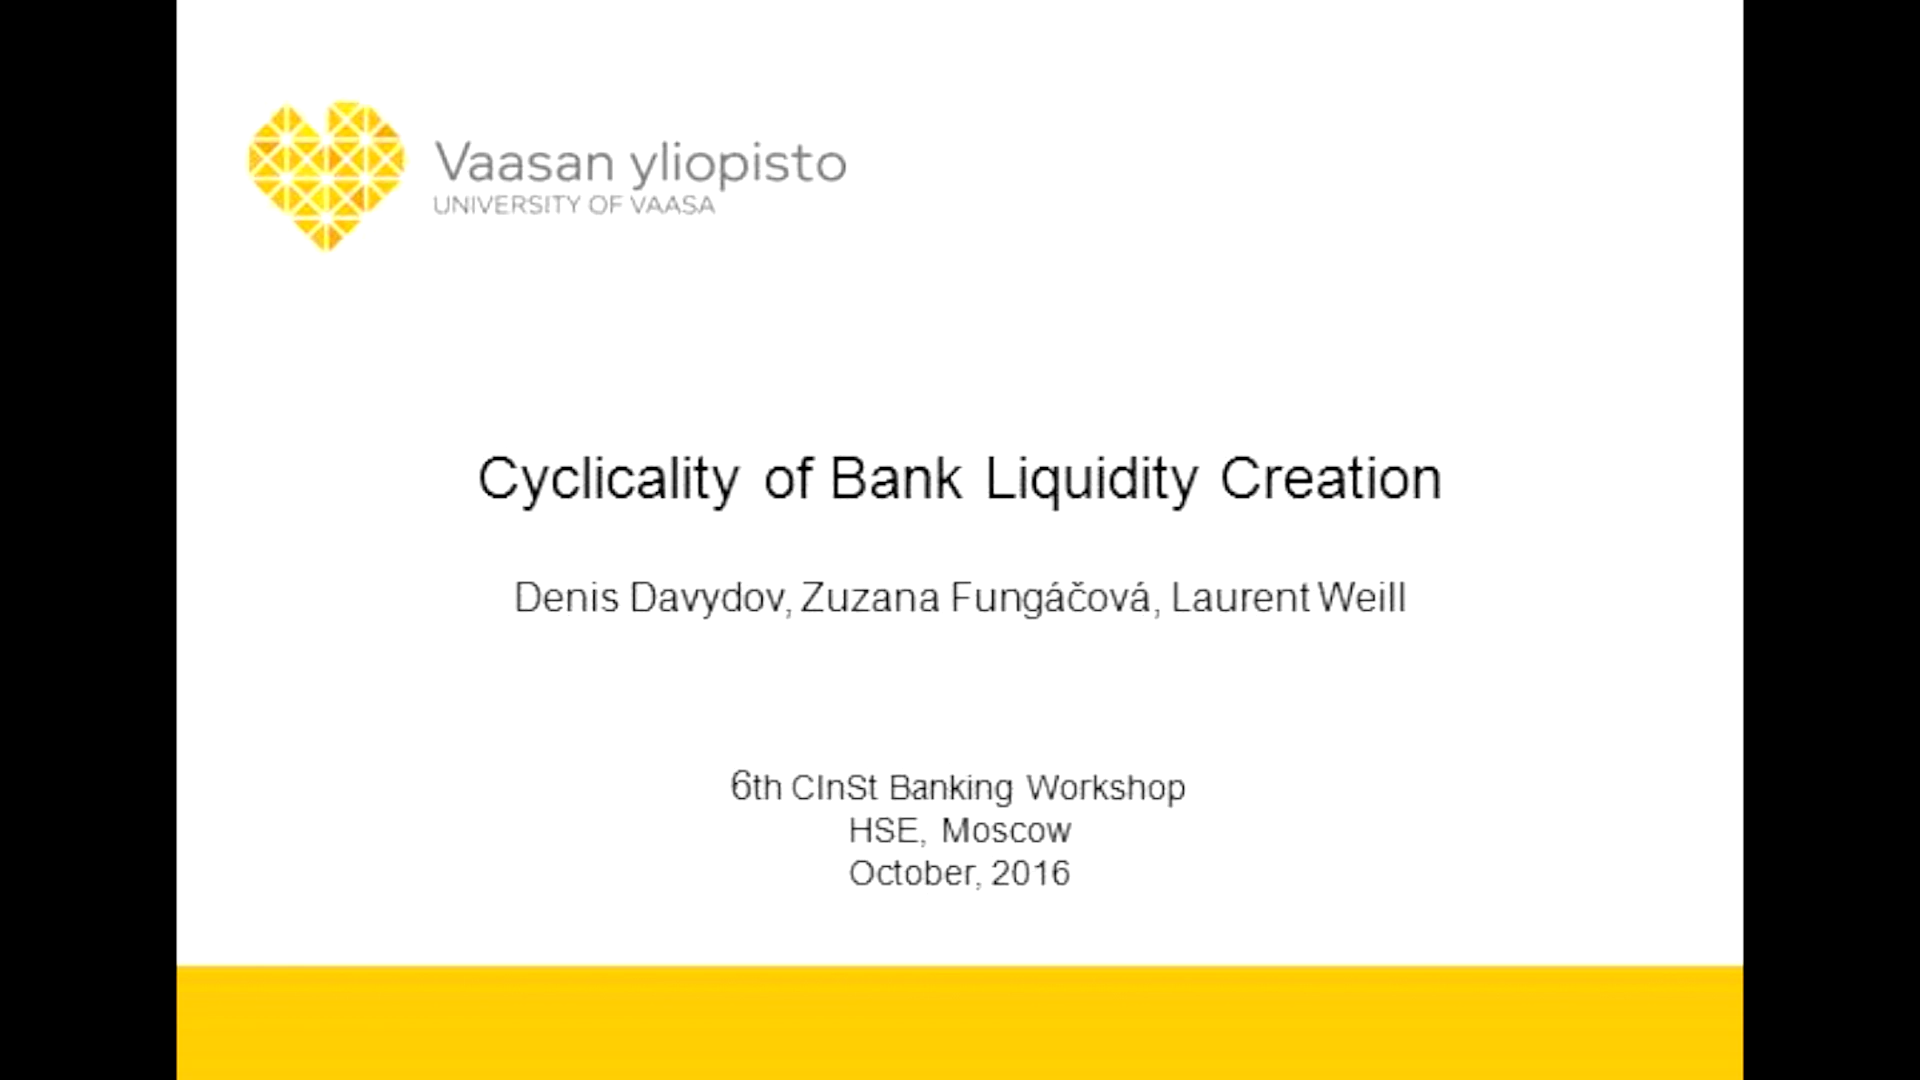 Vaasan yliopisto
UNIVERSITY OF VAASA
Cyclicality of Bank Liquidity Creation
Denis Davydov, Zuzana Fungáčová, Laurent Weill
6th CInSt Banking Workshop
HSE, Moscow
October, 2016